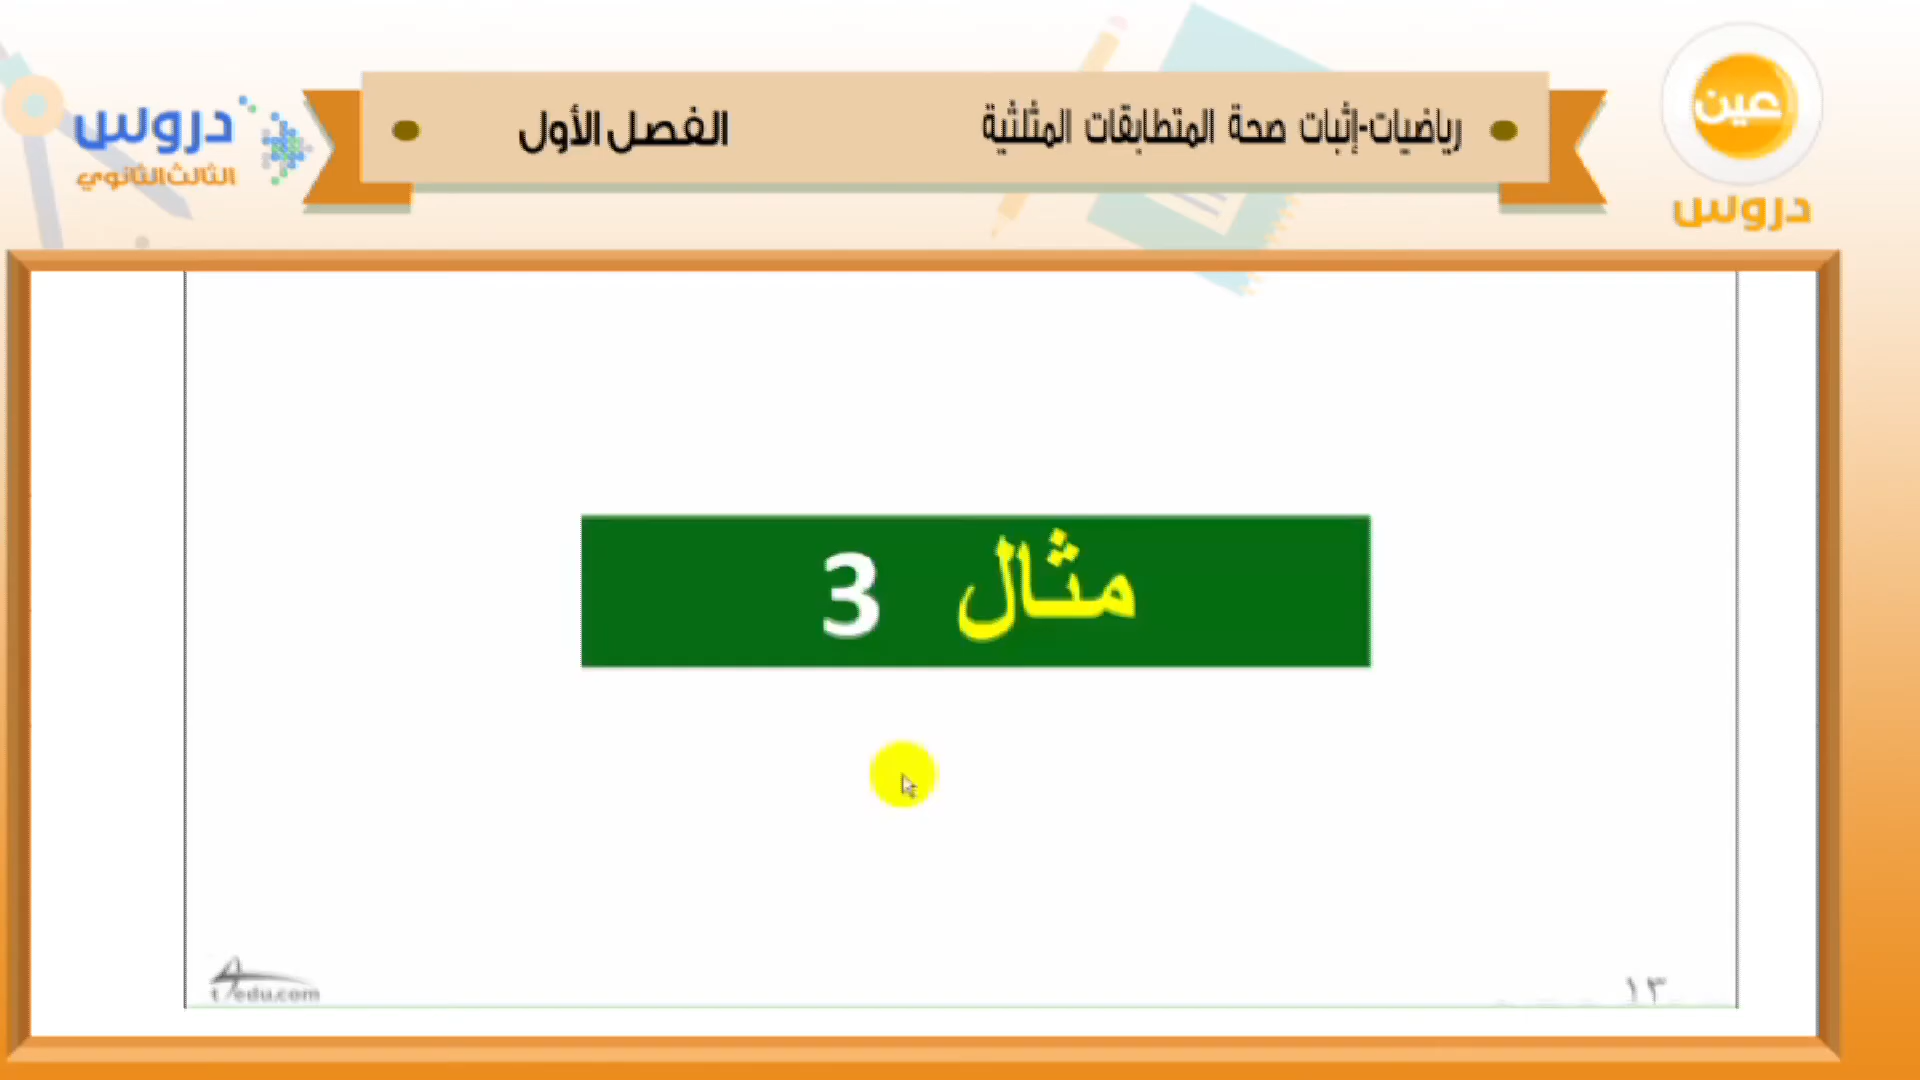 عين
دروس
رياضيات-إثبات صحة المتطابقات المثلثية
الفصل الأول
دروس
الثالث الثانوي
مثال 3
t4edu.com
١٣